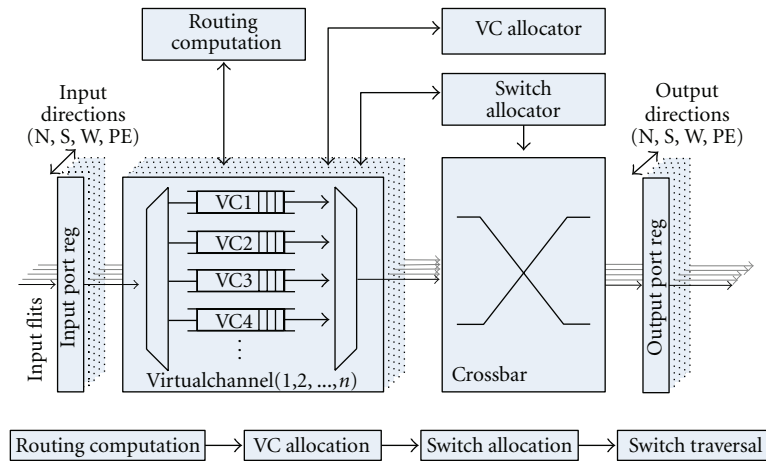 Routing
computation
VC allocator
Switch
allocator
Input
directions
(N, S, W, PE)
Output
directions
(N, S, W, PE)
Input flits
Input port reg
VC1
VC2
VC3
VC4
⋮
Virtualchannel(1,2, ...,n)
Crossbar
Output port reg
Routing computation
VC allocation
Switch allocation
Switch traversal